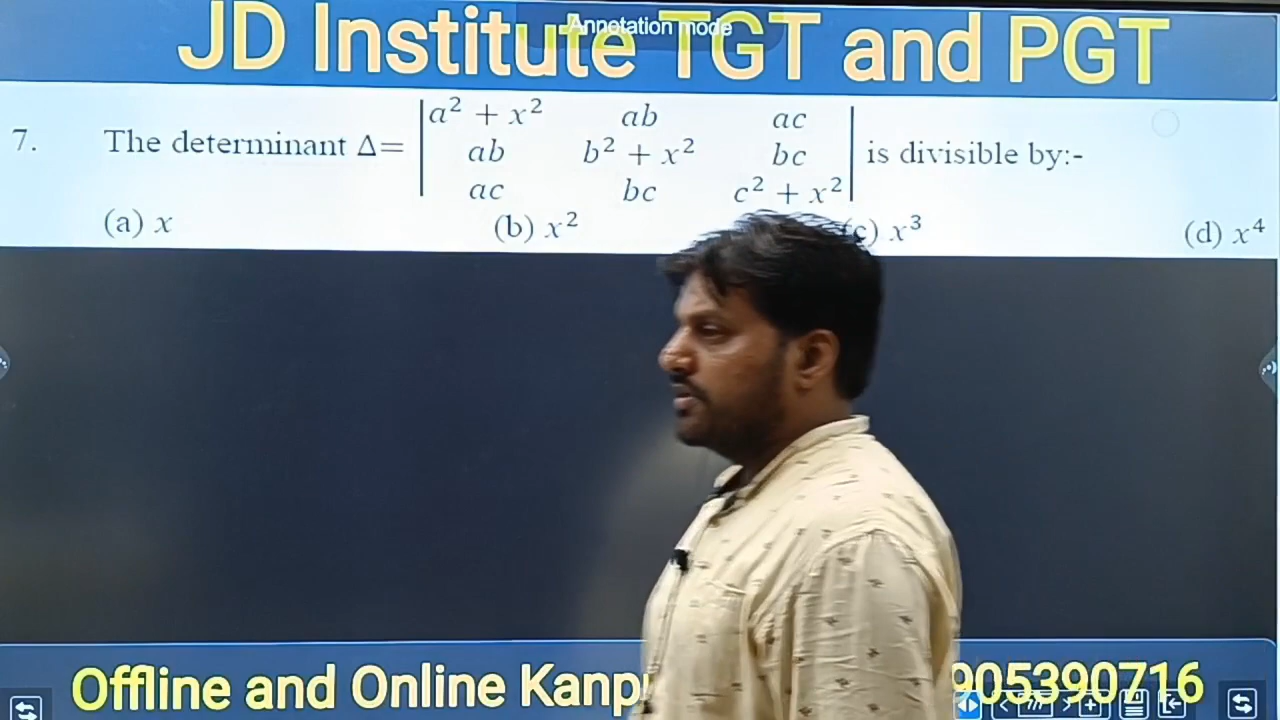 JD Institute TGT and PGT
Annotation mode
7. The determinant Δ= |a² + x² ab ac|
|ab b² + x² bc| is divisible by:-
|ac bc c² + x²|
(a) x (b) x² (c) x³ (d) x⁴
Offline and Online Kanp 905390716